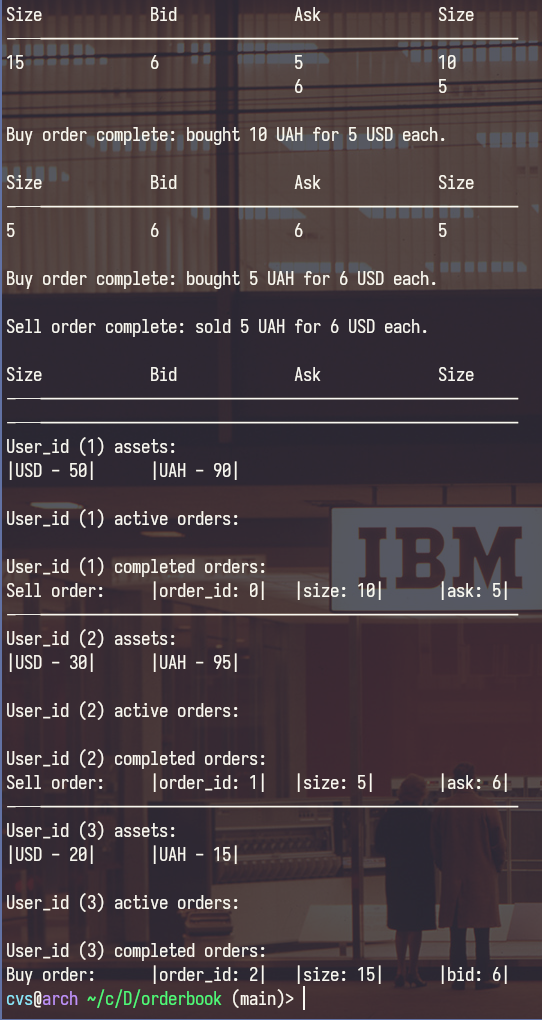 Size Bid Ask Size
15 6 5 10
6 5
Buy order complete: bought 10 UAH for 5 USD each.
Size Bid Ask Size
5 6 6 5
Buy order complete: bought 5 UAH for 6 USD each.
Sell order complete: sold 5 UAH for 6 USD each.
Size Bid Ask Size
User_id (1) assets:
|USD - 50| |UAH - 90|
User_id (1) active orders:
IBM
User_id (1) completed orders:
Sell order: |order_id: 0| |size: 10| |ask: 5|
User_id (2) assets:
|USD - 30| |UAH - 95|
User_id (2) active orders:
User_id (2) completed orders:
Sell order: |order_id: 1| |size: 5| |ask: 6|
User_id (3) assets:
|USD - 20| |UAH - 15|
User_id (3) active orders:
User_id (3) completed orders:
Buy order: |order_id: 2| |size: 15| |bid: 6|
cvs@arch ~/c/D/orderbook (main)>